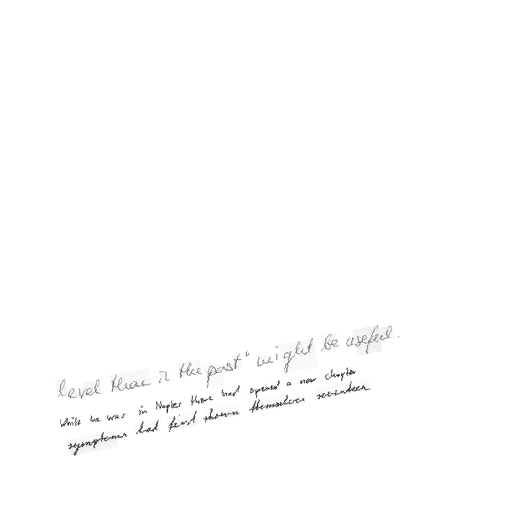 level than in the past" might be useful.
While he was in Naples there had opened a new chapter
symptoms had first shown themselves seventeen